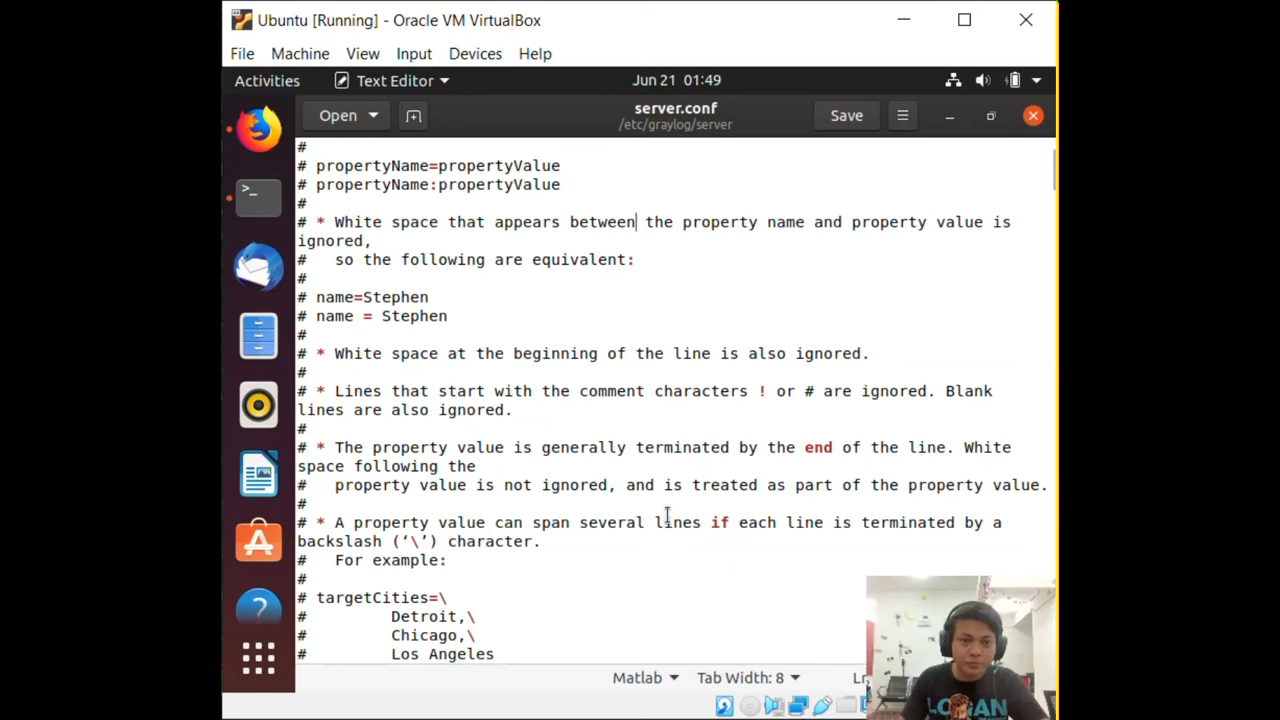 Ubuntu [Running] - Oracle VM VirtualBox
File Machine View Input Devices Help
Activities Text Editor Jun 21 01:49
Open server.conf Save
/etc/graylog/server
#
# propertyName=propertyValue
# propertyName:propertyValue
#
# * White space that appears between the property name and property value is
ignored,
#   so the following are equivalent:
#
# name=Stephen
# name = Stephen
#
# * White space at the beginning of the line is also ignored.
#
# * Lines that start with the comment characters ! or # are ignored. Blank
lines are also ignored.
#
# * The property value is generally terminated by the end of the line. White
space following the
#   property value is not ignored, and is treated as part of the property value.
#
# * A property value can span several lines if each line is terminated by a
backslash (‘\’) character.
#   For example:
#
# targetCities=\
#         Detroit,\
#         Chicago,\
#         Los Angeles
Matlab Tab Width: 8
LOGAN